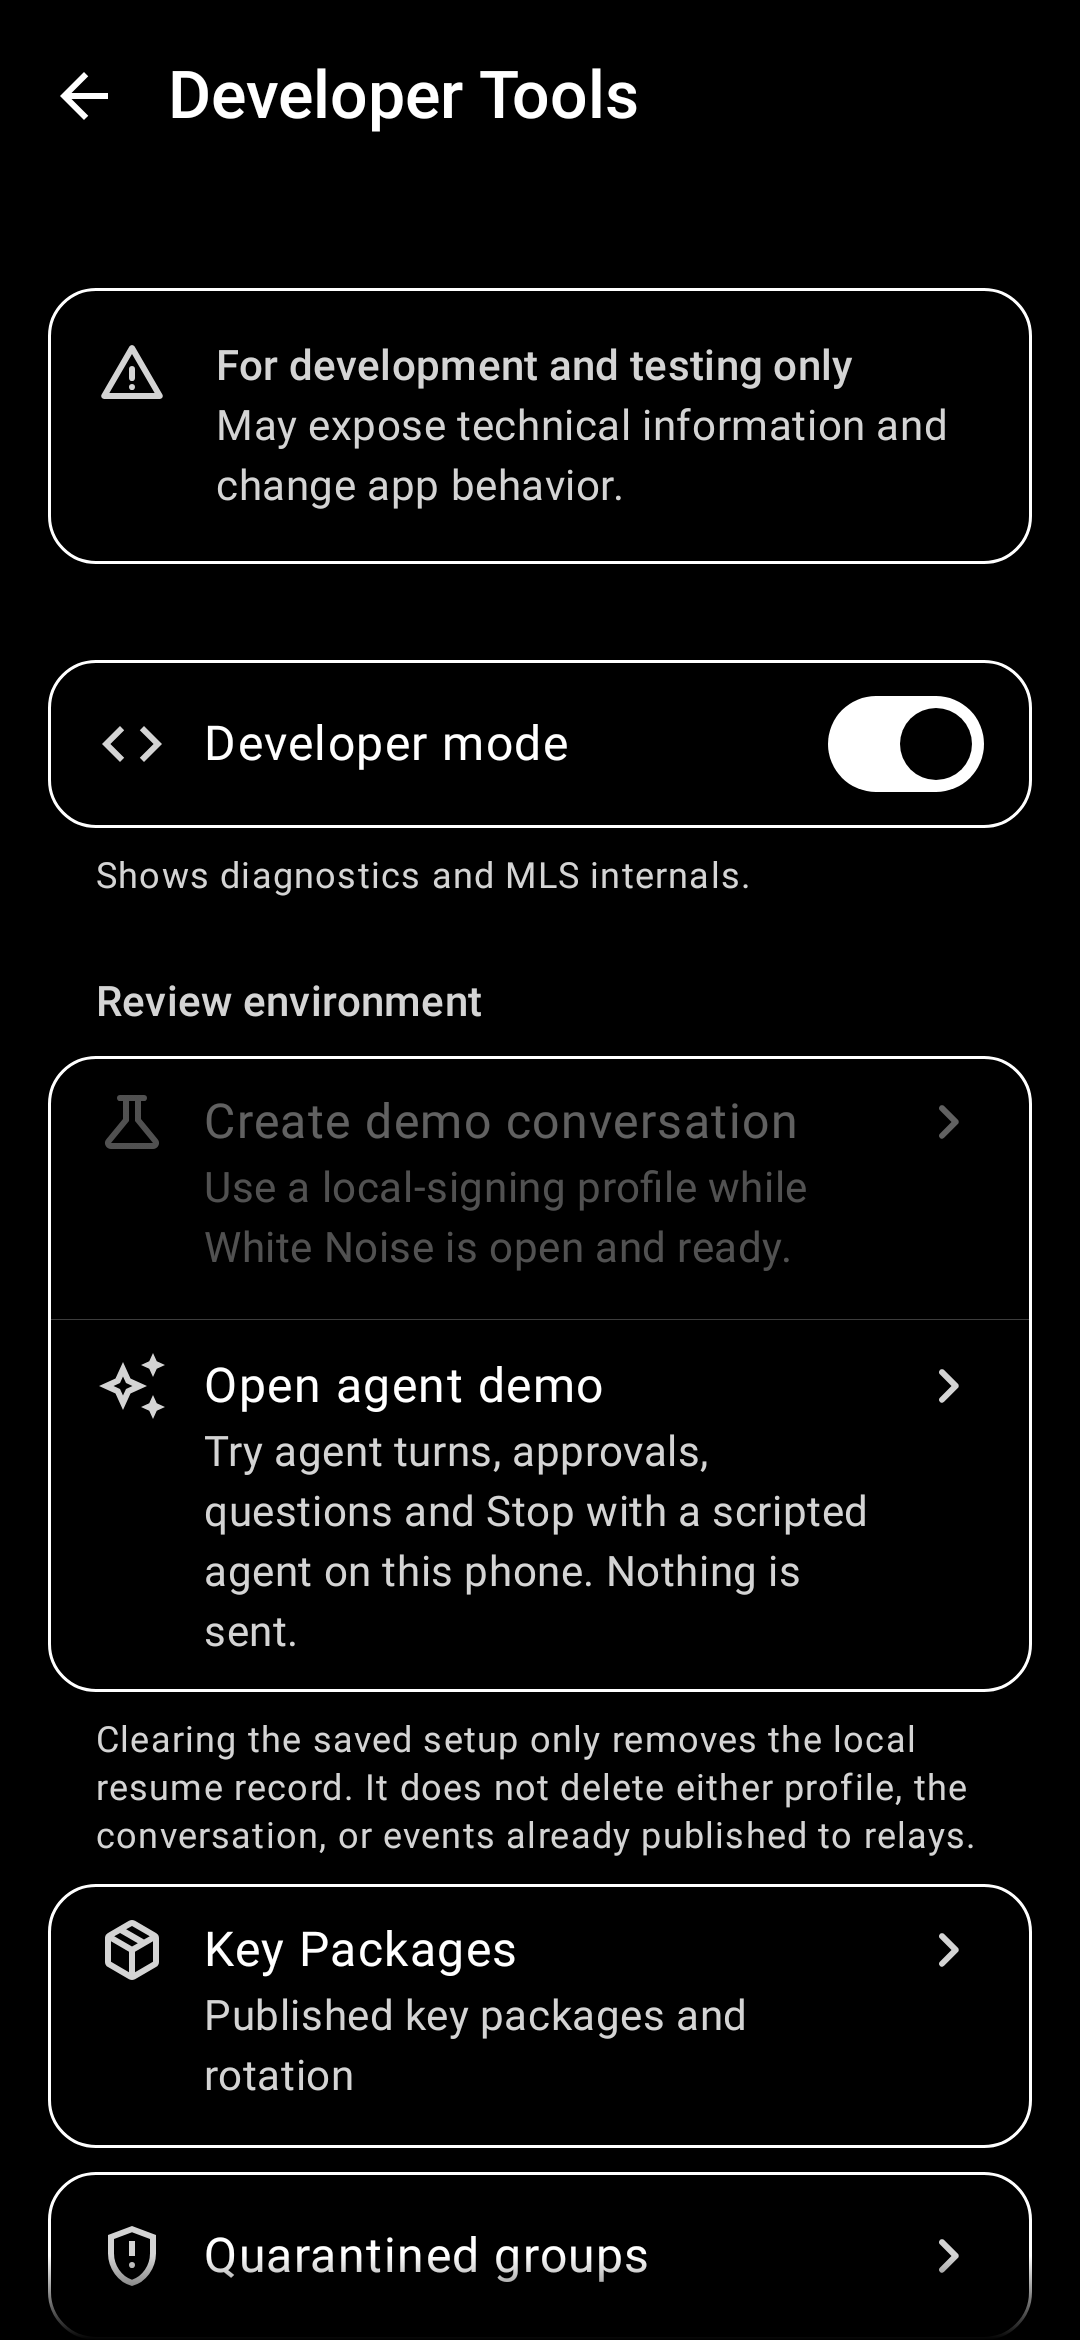 Developer Tools
For development and testing only
May expose technical information and
change app behavior.
Developer mode
Shows diagnostics and MLS internals.
Review environment
Create demo conversation
Use a local-signing profile while
White Noise is open and ready.
Open agent demo
Try agent turns, approvals,
questions and Stop with a scripted
agent on this phone. Nothing is
sent.
Clearing the saved setup only removes the local
resume record. It does not delete either profile, the
conversation, or events already published to relays.
Key Packages
Published key packages and
rotation
Quarantined groups